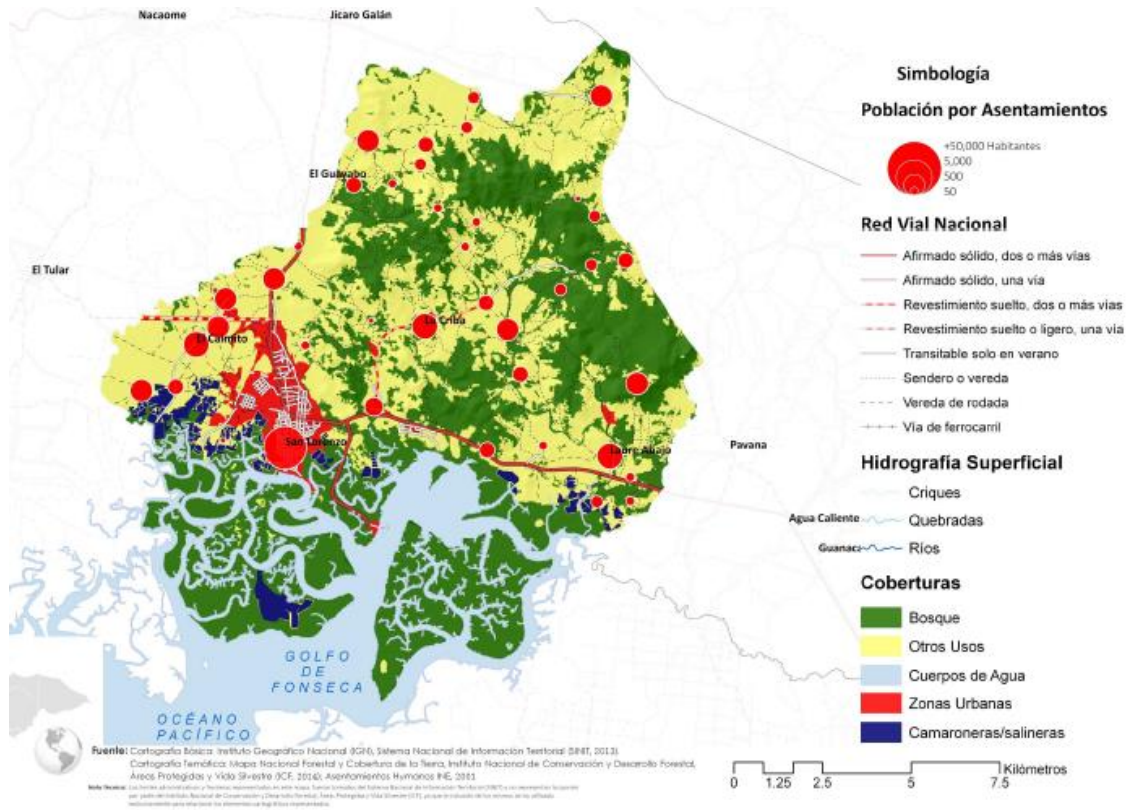 Nacaome
Jicaro Galán
El Guayabo
El Tular
El Caimito
La Criba
San Lorenzo
Laure Abajo
Pavana
Agua Caliente
Simbología
Población por Asentamientos
+50,000 Habitantes
5,000
500
50
Red Vial Nacional
Afirmado sólido, dos o más vías
Afirmado sólido, una vía
Revestimiento suelto, dos o más vias
Revestimiento suelto o ligero, una vía
Transitable solo en verano
Sendero o vereda
Vereda de rodada
Vía de ferrocarril
Hidrografía Superficial
Criques
Quebradas
Ríos
Coberturas
Bosque
Otros Usos
Cuerpos de Agua
Zonas Urbanas
Camaroneras/salineras
GOLFO
DE
FONSECA
OCÉANO
PACÍFICO
Fuente: Cartografía Básica: Instituto Geográfico Nacional (IGN), Sistema Nacional de Información Territorial (SINIT, 2013).
Cartografía Temática: Mapa Nacional Forestal y Cobertura de la Tierra, Instituto Nacional de Conservación y Desarrollo Forestal,
Áreas Protegidas y Vida Silvestre (ICF, 2016); Asentamientos Humanos INE, 2001
0 1.25 2.5 5 7.5
Kilómetros